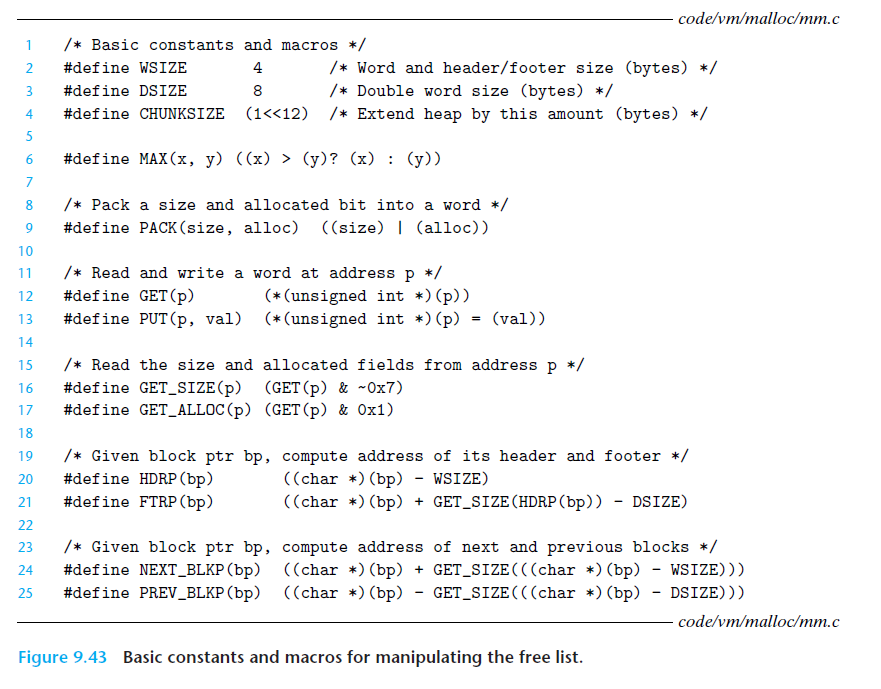 code/vm/malloc/mm.c
1 /* Basic constants and macros */
2 #define WSIZE 4 /* Word and header/footer size (bytes) */
3 #define DSIZE 8 /* Double word size (bytes) */
4 #define CHUNKSIZE (1<<12) /* Extend heap by this amount (bytes) */
5
6 #define MAX(x, y) ((x) > (y)? (x) : (y))
7
8 /* Pack a size and allocated bit into a word */
9 #define PACK(size, alloc) ((size) | (alloc))
10
11 /* Read and write a word at address p */
12 #define GET(p) (*(unsigned int *)(p))
13 #define PUT(p, val) (*(unsigned int *)(p) = (val))
14
15 /* Read the size and allocated fields from address p */
16 #define GET_SIZE(p) (GET(p) & ~0x7)
17 #define GET_ALLOC(p) (GET(p) & 0x1)
18
19 /* Given block ptr bp, compute address of its header and footer */
20 #define HDRP(bp) ((char *)(bp) - WSIZE)
21 #define FTRP(bp) ((char *)(bp) + GET_SIZE(HDRP(bp)) - DSIZE)
22
23 /* Given block ptr bp, compute address of next and previous blocks */
24 #define NEXT_BLKP(bp) ((char *)(bp) + GET_SIZE(((char *)(bp) - WSIZE)))
25 #define PREV_BLKP(bp) ((char *)(bp) - GET_SIZE(((char *)(bp) - DSIZE)))
code/vm/malloc/mm.c
Figure 9.43 Basic constants and macros for manipulating the free list.